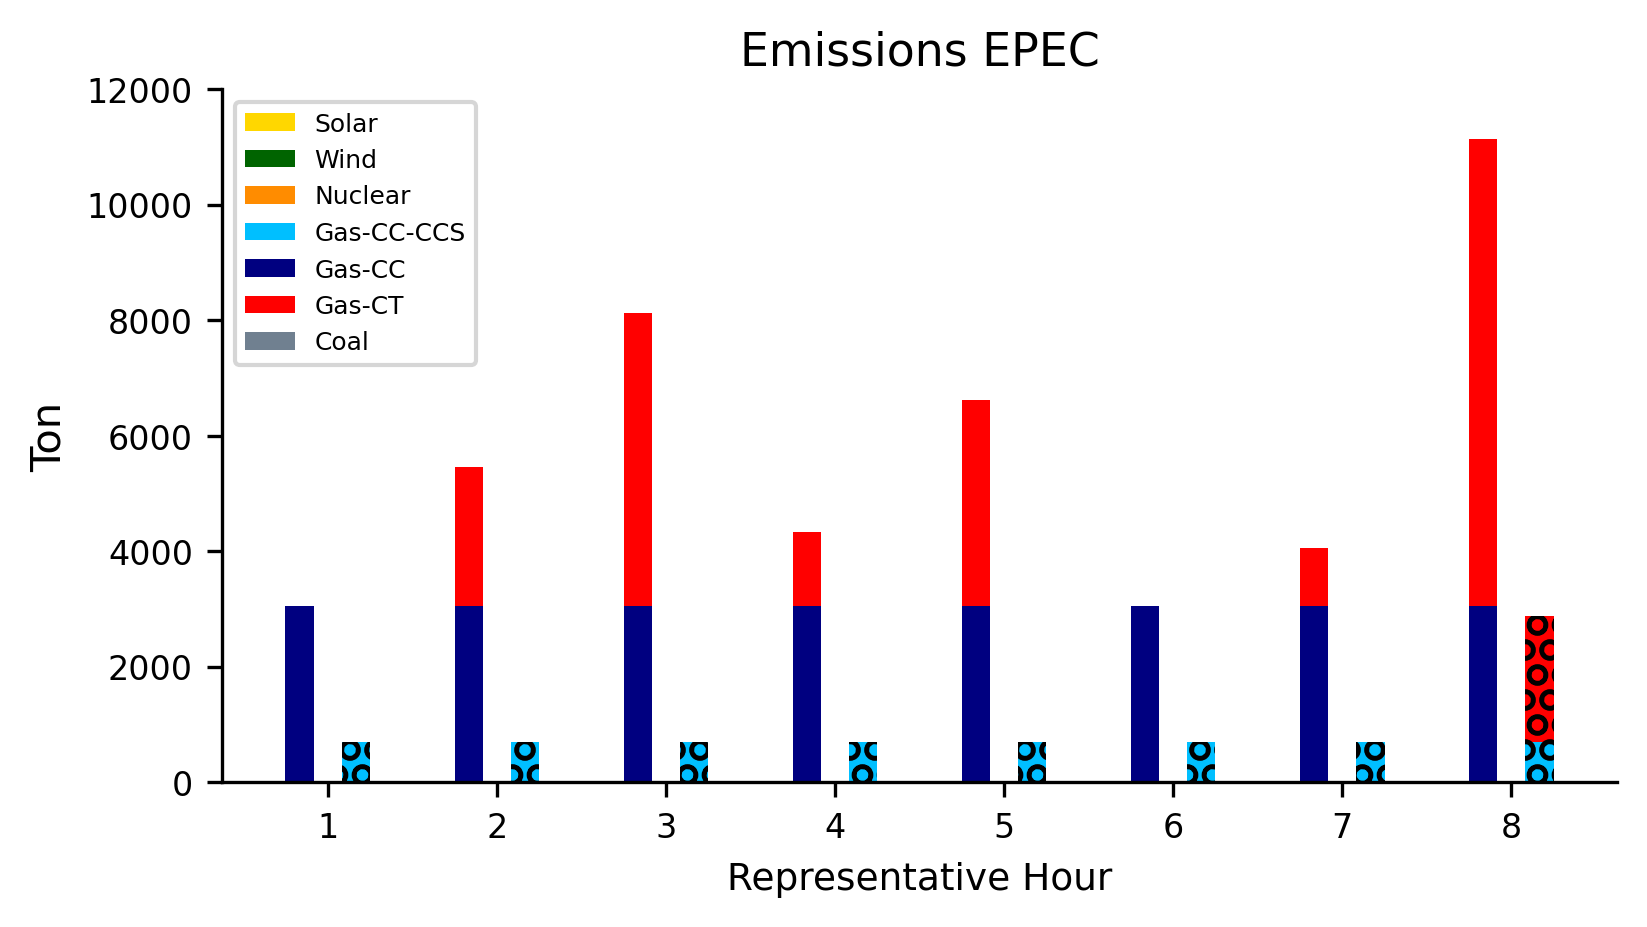 Emissions EPEC
12000
10000
8000
6000
4000
2000
0
Ton
Solar
Wind
Nuclear
Gas-CC-CCS
Gas-CC
Gas-CT
Coal
1 2 3 4 5 6 7 8
Representative Hour